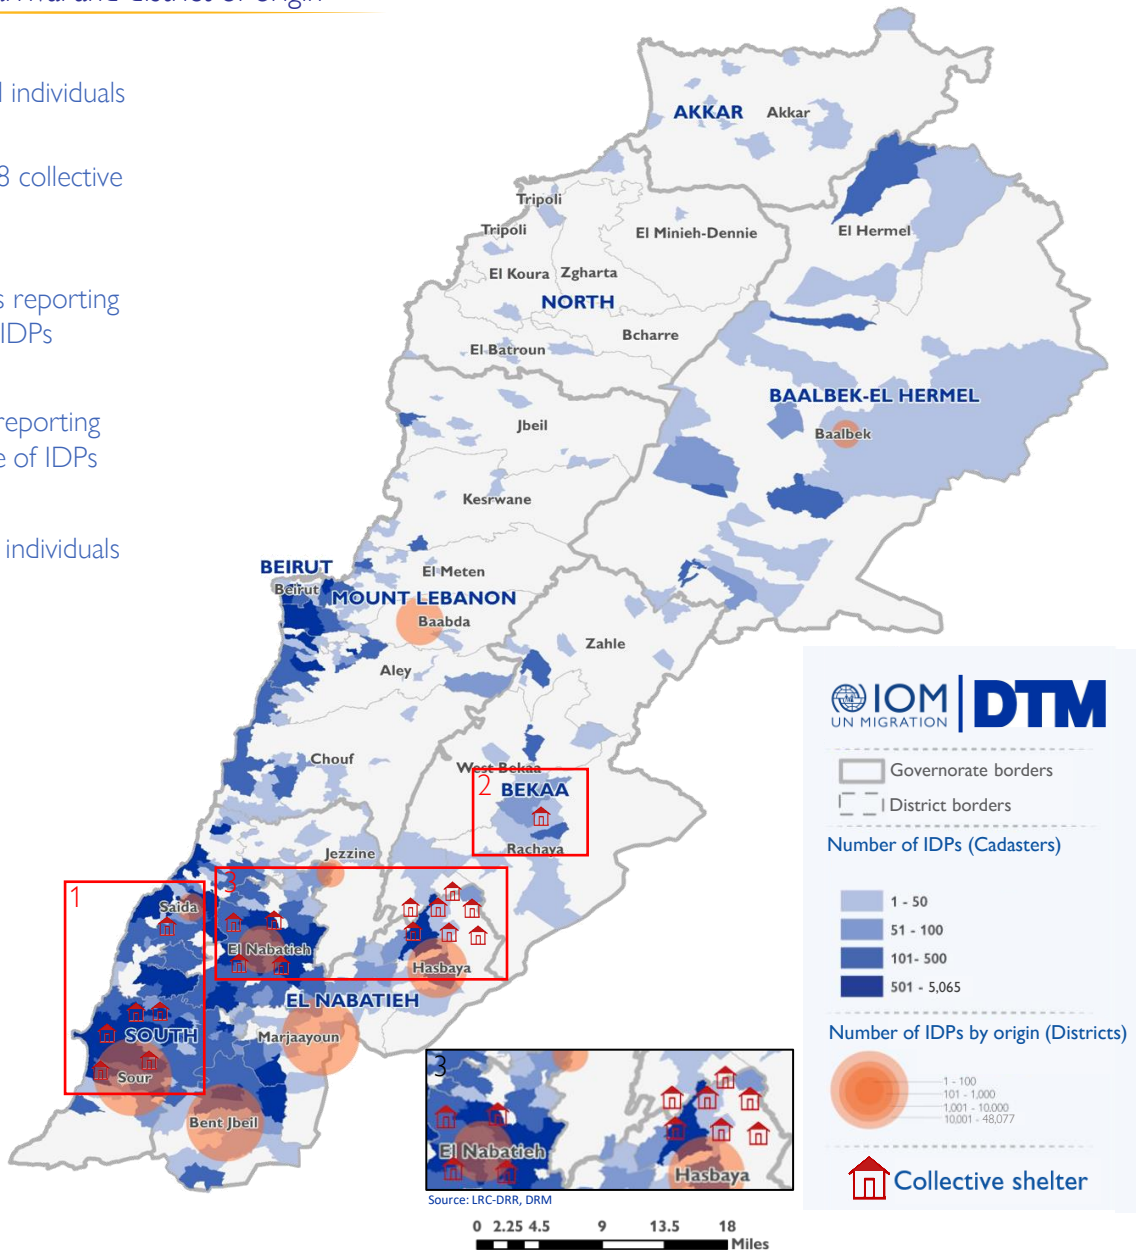 individuals
8 collective
reporting
IDPs
reporting
of IDPs
individuals
AKKAR
Akkar
Tripoli
Tripoli
El Minieh-Dennie
El Hermel
El Koura
Zgharta
NORTH
Bcharre
El Batroun
BAALBEK-EL HERMEL
Baalbek
Jbeil
Kesrwane
BEIRUT
Beirut
El Meten
MOUNT LEBANON
Baabda
Zahle
Aley
Chouf
West Bekaa
2
BEKAA
Rachaya
Jezzine
1
3
Saida
El Nabatieh
Hasbaya
EL NABATIEH
SOUTH
Marjaayoun
Sour
Bent Jbeil
3
El Nabatieh
Hasbaya
Source: LRC-DRR, DRM
0 2.25 4.5 9 13.5 18
Miles
IOM
UN MIGRATION
DTM
Governorate borders
District borders
Number of IDPs (Cadasters)
1 - 50
51 - 100
101- 500
501 - 5,065
Number of IDPs by origin (Districts)
1 - 100
101 - 1,000
1,001 - 10,000
10,001 - 48,077
Collective shelter